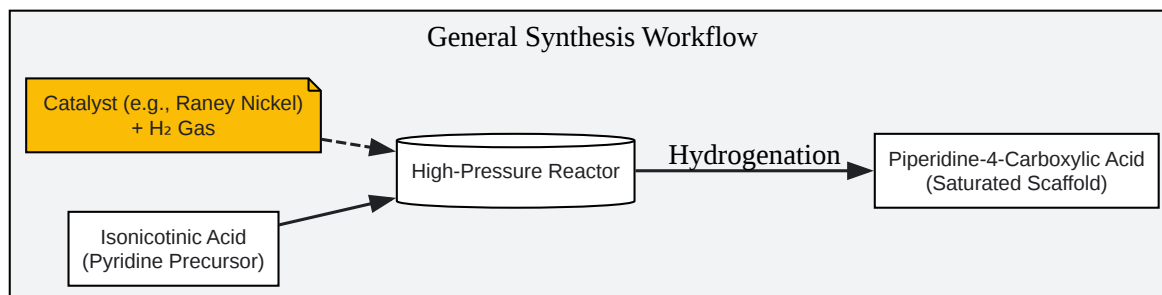 General Synthesis Workflow
Catalyst (e.g., Raney Nickel)
+ H₂ Gas
High-Pressure Reactor
Hydrogenation
Piperidine-4-Carboxylic Acid
(Saturated Scaffold)
Isonicotinic Acid
(Pyridine Precursor)